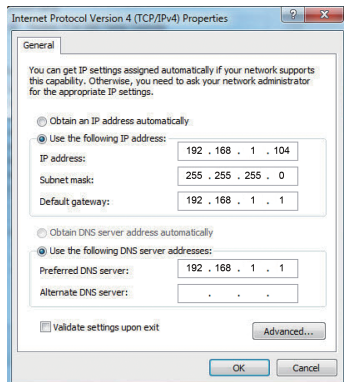 Internet Protocol Version 4 (TCP/IPv4) Properties
General
You can get IP settings assigned automatically if your network supports
this capability. Otherwise, you need to ask your network administrator
for the appropriate IP settings.
Obtain an IP address automatically
Use the following IP address:
IP address: 192 . 168 . 1 . 104
Subnet mask: 255 . 255 . 255 . 0
Default gateway: 192 . 168 . 1 . 1
Obtain DNS server address automatically
Use the following DNS server addresses:
Preferred DNS server: 192 . 168 . 1 . 1
Alternate DNS server: . . .
Validate settings upon exit
Advanced...
OK Cancel